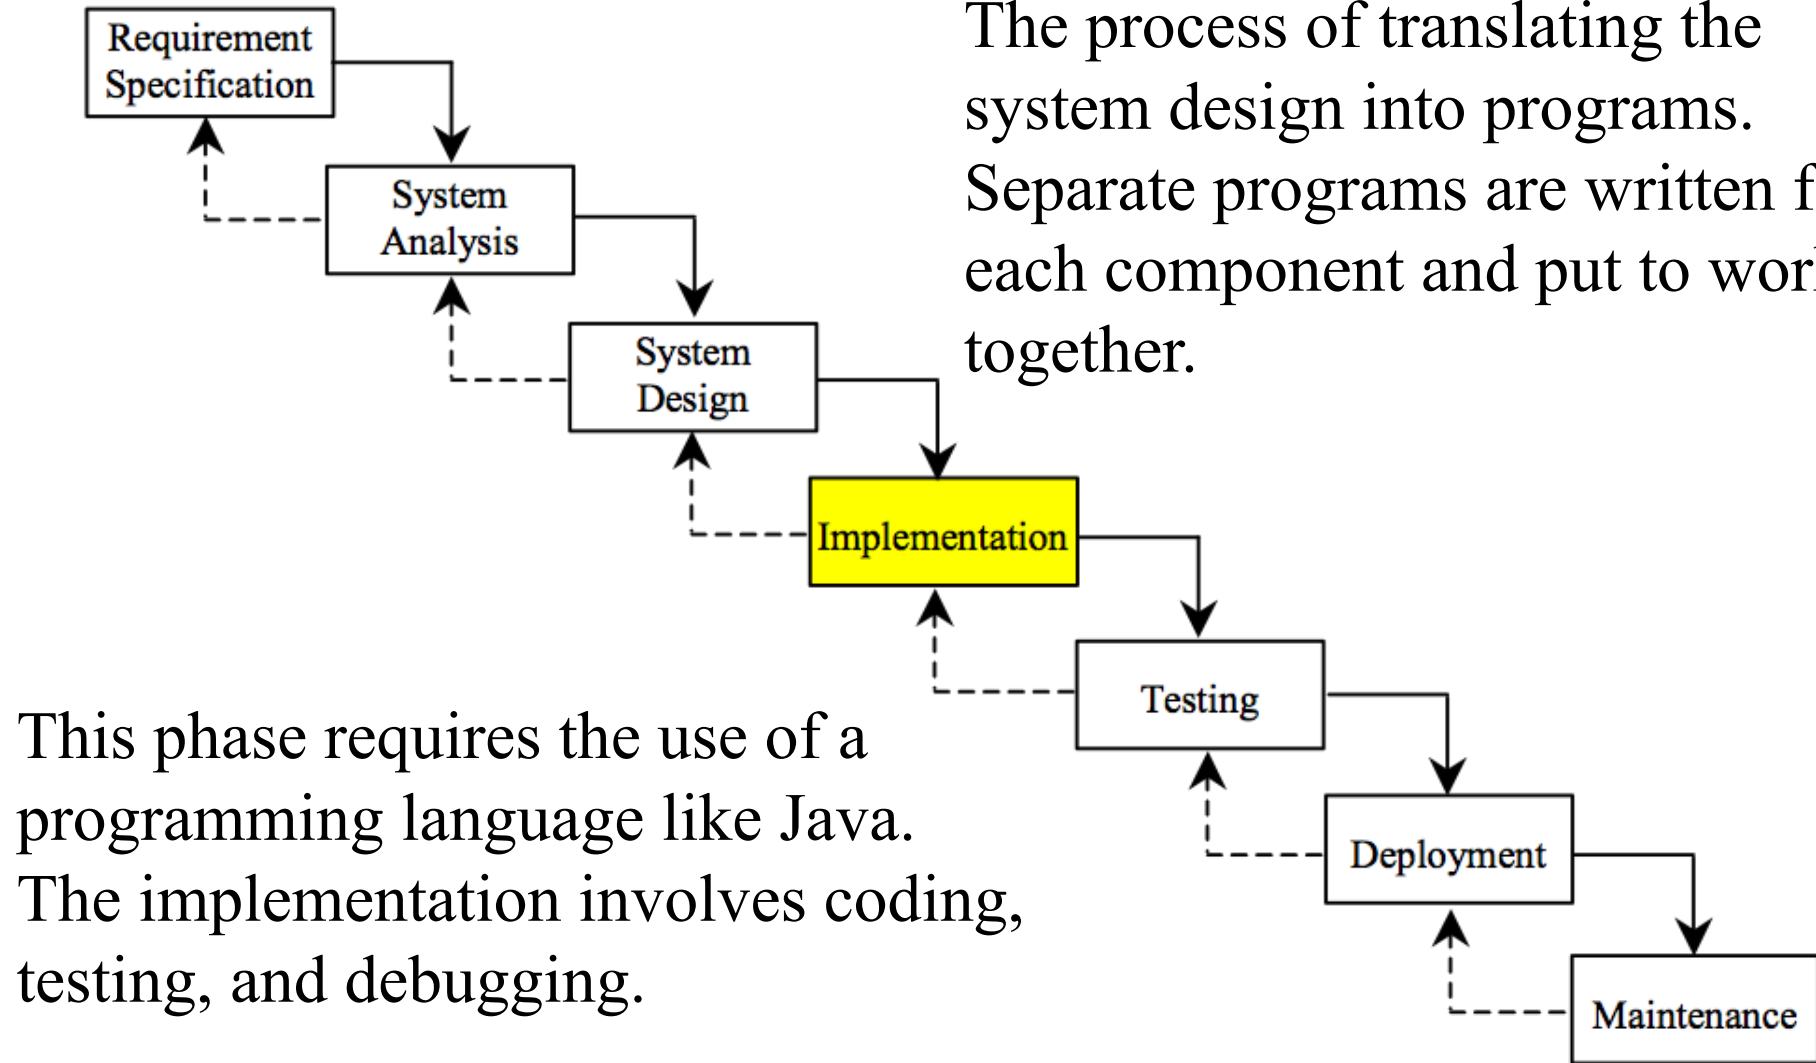 Requirement
Specification
The process of translating the
system design into programs.
Separate programs are written f
each component and put to wor
together.
System
Analysis
System
Design
Implementation
Testing
This phase requires the use of a
programming language like Java.
The implementation involves coding,
testing, and debugging.
Deployment
Maintenance